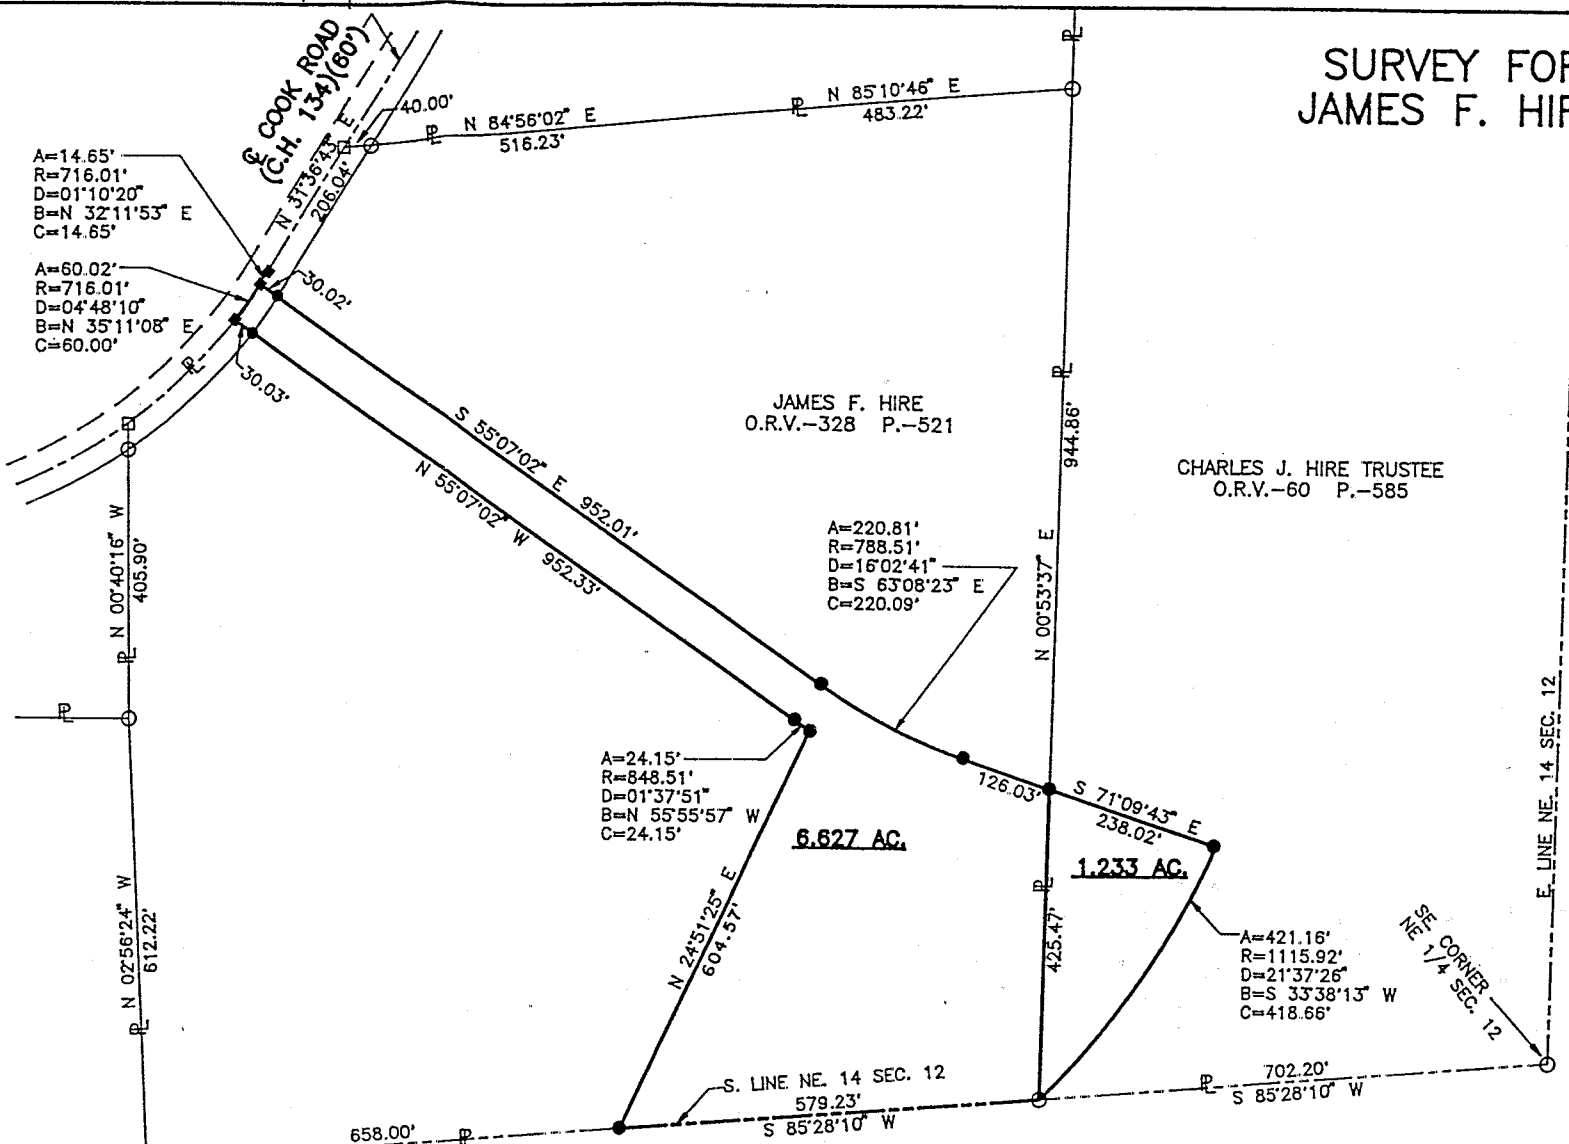 SURVEY FOR
JAMES F. HIR
℄ COOK ROAD
(C.H. 134)(60')
40.00'
N 84°56'02" E
516.23'
N 85°10'46" E
483.22'
N 31°36'43" E
206.04'
A=14.65'
R=716.01'
D=01°10'20"
B=N 32°11'53" E
C=14.65'
A=60.02'
R=716.01'
D=04°48'10"
B=N 35°11'08" E
C=60.00'
30.02'
30.03'
S 55°07'02" E 952.01'
N 55°07'02" W 952.33'
JAMES F. HIRE
O.R.V.-328 P.-521
944.86'
N 00°53'37" E
CHARLES J. HIRE TRUSTEE
O.R.V.-60 P.-585
N 00°40'16" W
405.90'
A=220.81'
R=788.51'
D=16°02'41"
B=S 63°08'23" E
C=220.09'
A=24.15'
R=848.51'
D=01°37'51"
B=N 55°55'57" W
C=24.15'
126.03'
S 71°09'43" E
238.02'
6.627 AC.
1.233 AC.
N 24°51'25" E
604.57'
425.47'
N 02°56'24" W
612.22'
A=421.16'
R=1115.92'
D=21°37'26"
B=S 33°38'13" W
C=418.66'
E. LINE NE. 14 SEC. 12
SE CORNER
NE 1/4 SEC. 12
S. LINE NE. 14 SEC. 12
579.23'
S 85°28'10" W
702.20'
S 85°28'10" W
658.00'